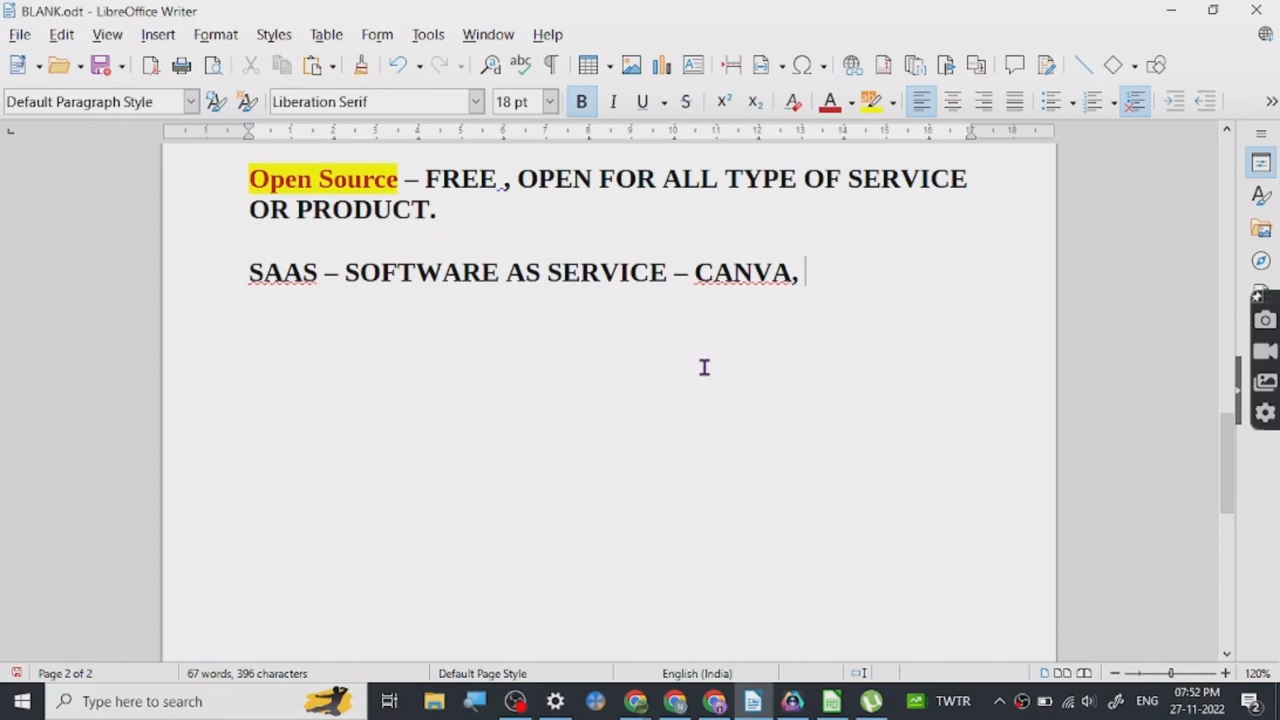 BLANK.odt - LibreOffice Writer
File Edit View Insert Format Styles Table Form Tools Window Help
Default Paragraph Style Liberation Serif
Open Source – FREE , OPEN FOR ALL TYPE OF SERVICE
OR PRODUCT.
SAAS – SOFTWARE AS SERVICE – CANVA,
Page 2 of 2 67 words, 396 characters Default Page Style English (India) 120%
Type here to search TWTR ENG 07:52 PM
27-11-2022